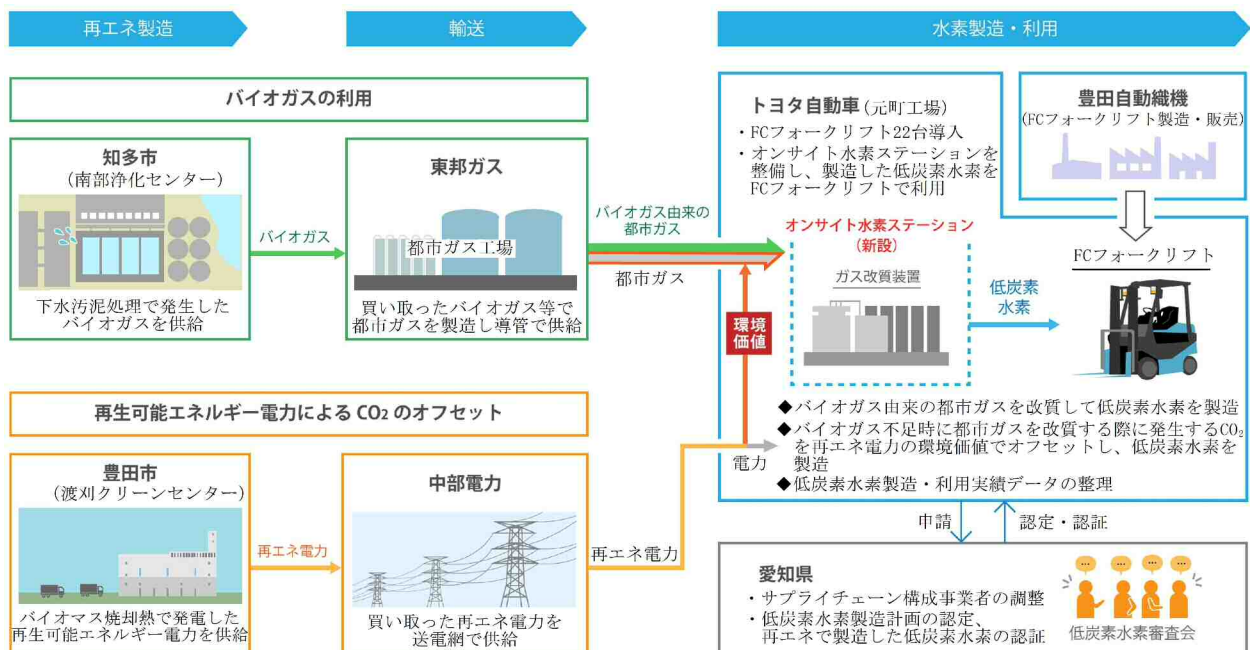 再エネ製造
輸送
水素製造・利用
バイオガスの利用
知多市
（南部浄化センター）
バイオガス
下水汚泥処理で発生した
バイオガスを供給
東邦ガス
都市ガス工場
買い取ったバイオガス等で
都市ガスを製造し導管で供給
バイオガス由来の
都市ガス
都市ガス
環境
価値
再生可能エネルギー電力によるCO₂のオフセット
豊田市
（渡刈クリーンセンター）
再エネ電力
バイオマス焼却熱で発電した
再生可能エネルギー電力を供給
中部電力
買い取った再エネ電力を
送電網で供給
再エネ電力
電力
トヨタ自動車（元町工場）
・FCフォークリフト22台導入
・オンサイト水素ステーションを
整備し、製造した低炭素水素を
FCフォークリフトで利用
オンサイト水素ステーション
（新設）
ガス改質装置
低炭素
水素
豊田自動織機
（FCフォークリフト製造・販売）
FCフォークリフト
◆バイオガス由来の都市ガスを改質して低炭素水素を製造
◆バイオガス不足時に都市ガスを改質する際に発生するCO₂
を再エネ電力の環境価値でオフセットし、低炭素水素を
製造
◆低炭素水素製造・利用実績データの整理
申請
認定・認証
愛知県
・サプライチェーン構成事業者の調整
・低炭素水素製造計画の認定、
再エネで製造した低炭素水素の認証
低炭素水素審査会